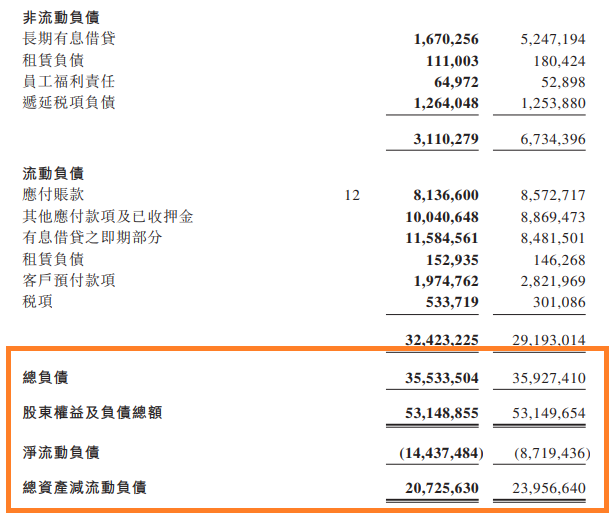 非流動負債
長期有息借貸 1,670,256 5,247,194
租賃負債 111,003 180,424
員工福利責任 64,972 52,898
遞延稅項負債 1,264,048 1,253,880
3,110,279 6,734,396
流動負債
應付賬款 12 8,136,600 8,572,717
其他應付款項及已收押金 10,040,648 8,869,473
有息借貸之即期部分 11,584,561 8,481,501
租賃負債 152,935 146,268
客戶預付款項 1,974,762 2,821,969
稅項 533,719 301,086
32,423,225 29,193,014
總負債 35,533,504 35,927,410
股東權益及負債總額 53,148,855 53,149,654
淨流動負債 (14,437,484) (8,719,436)
總資產減流動負債 20,725,630 23,956,640